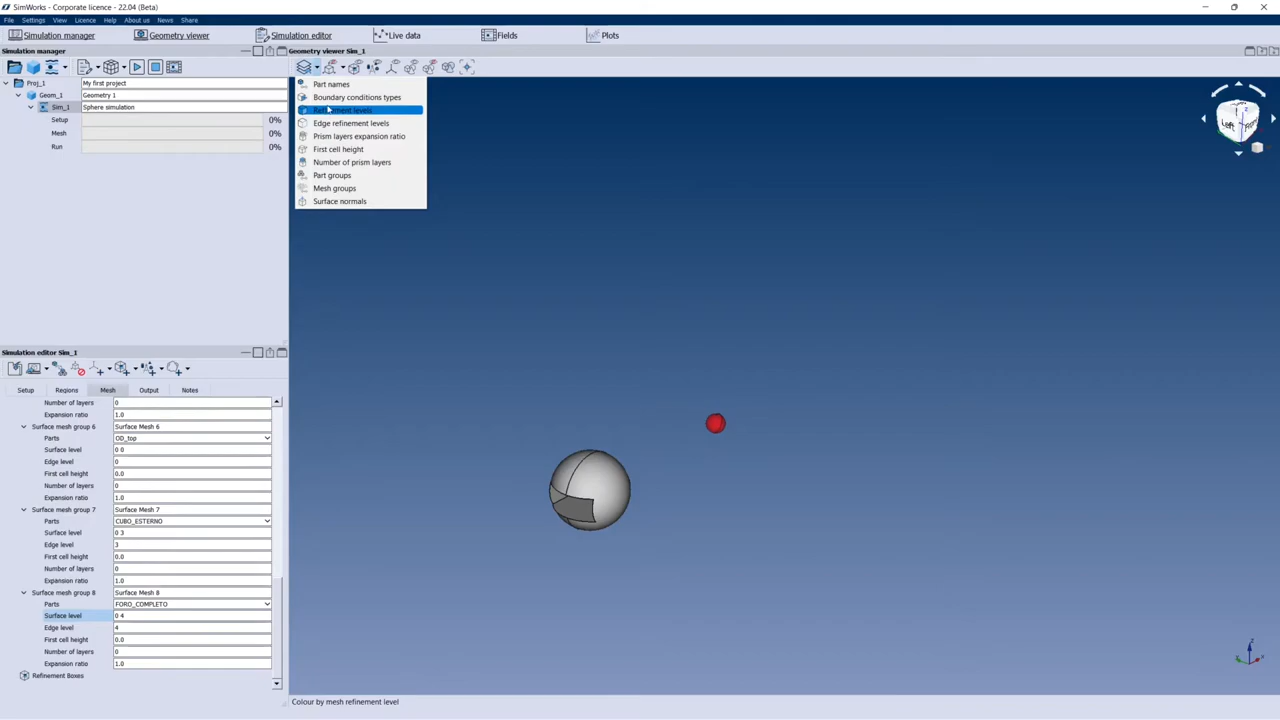 SimWorks - Corporate licence - 22.04 (Beta)
File Settings View Licence Help About us News Share
Simulation manager Geometry viewer Simulation editor Live data Fields Plots
Simulation manager
Geometry viewer Sim_1
Proj_1 My first project
Geom_1 Geometry 1
Sim_1 Sphere simulation
Setup 0%
Mesh 0%
Run 0%
Part names
Boundary conditions types
Refinement levels
Edge refinement levels
Prism layers expansion ratio
First cell height
Number of prism layers
Part groups
Mesh groups
Surface normals
Left Front
Simulation editor Sim_1
Setup Regions Mesh Output Notes
Number of layers 0
Expansion ratio 1.0
Surface mesh group 6 Surface Mesh 6
Parts OD_top
Surface level 0 0
Edge level 0
First cell height 0.0
Number of layers 0
Expansion ratio 1.0
Surface mesh group 7 Surface Mesh 7
Parts CUBO_ESTERNO
Surface level 0 3
Edge level 3
First cell height 0.0
Number of layers 0
Expansion ratio 1.0
Surface mesh group 8 Surface Mesh 8
Parts FORO_COMPLETO
Surface level 0 4
Edge level 4
First cell height 0.0
Number of layers 0
Expansion ratio 1.0
Refinement Boxes
Colour by mesh refinement level